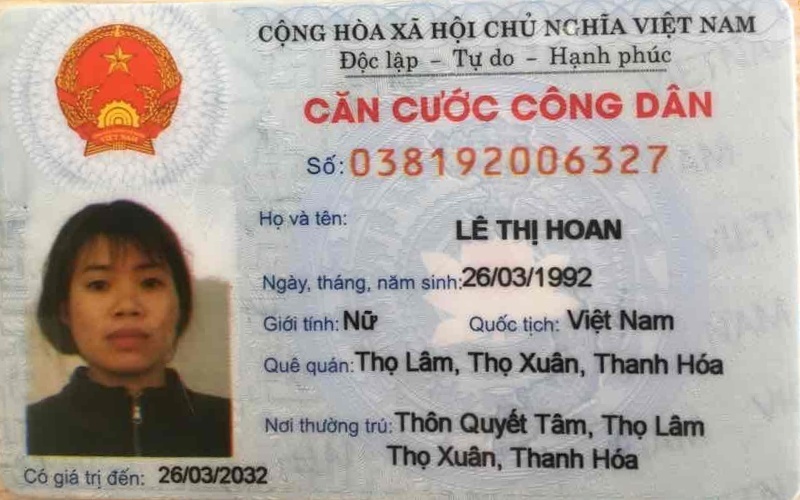 CỘNG HÒA XÃ HỘI CHỦ NGHĨA VIỆT NAM
Độc lập - Tự do - Hạnh phúc
CĂN CƯỚC CÔNG DÂN
Số: 038192006327
Họ và tên: LÊ THỊ HOAN
Ngày, tháng, năm sinh: 26/03/1992
Giới tính: Nữ Quốc tịch: Việt Nam
Quê quán: Thọ Lâm, Thọ Xuân, Thanh Hóa
Nơi thường trú: Thôn Quyết Tâm, Thọ Lâm
Thọ Xuân, Thanh Hóa
Có giá trị đến: 26/03/2032
VIỆT NAM